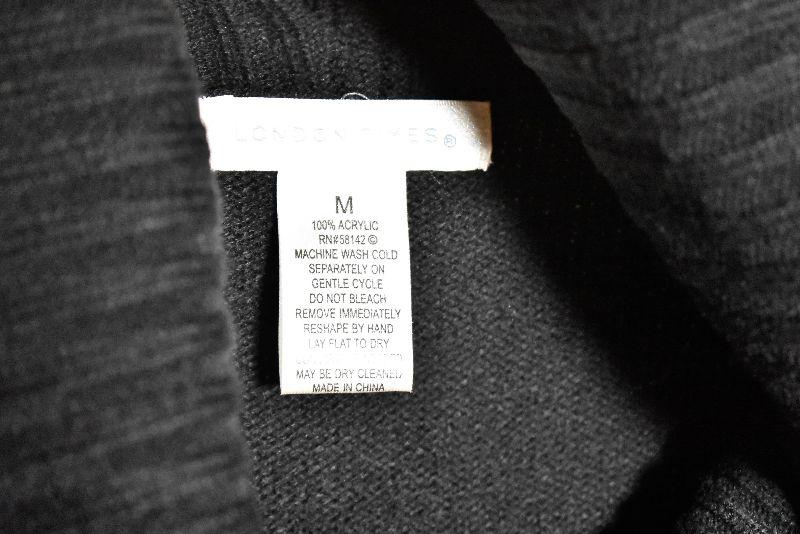 LONDON TIMES®
M
100% ACRYLIC
RN#58142 ©
MACHINE WASH COLD
SEPARATELY ON
GENTLE CYCLE
DO NOT BLEACH
REMOVE IMMEDIATELY
RESHAPE BY HAND
LAY FLAT TO DRY
MAY BE DRY CLEANED
MADE IN CHINA